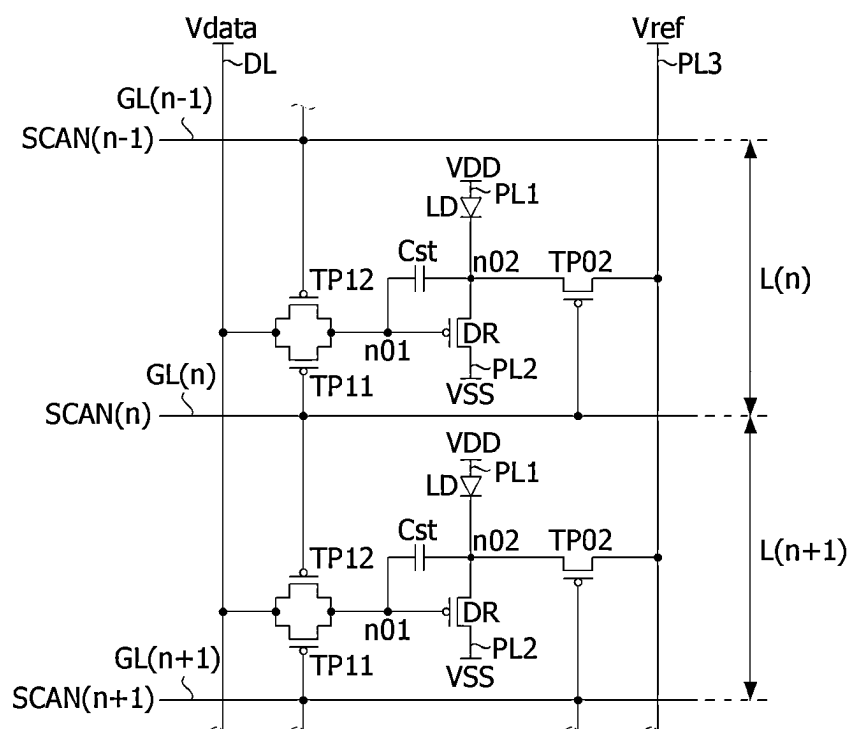 Vdata
Vref
DL
PL3
GL(n-1)
SCAN(n-1)
VDD
PL1
LD
Cst
n02
TP02
TP12
L(n)
DR
n01
PL2
GL(n)
TP11
VSS
SCAN(n)
VDD
PL1
LD
Cst
n02
TP02
TP12
L(n+1)
DR
n01
PL2
GL(n+1)
TP11
VSS
SCAN(n+1)